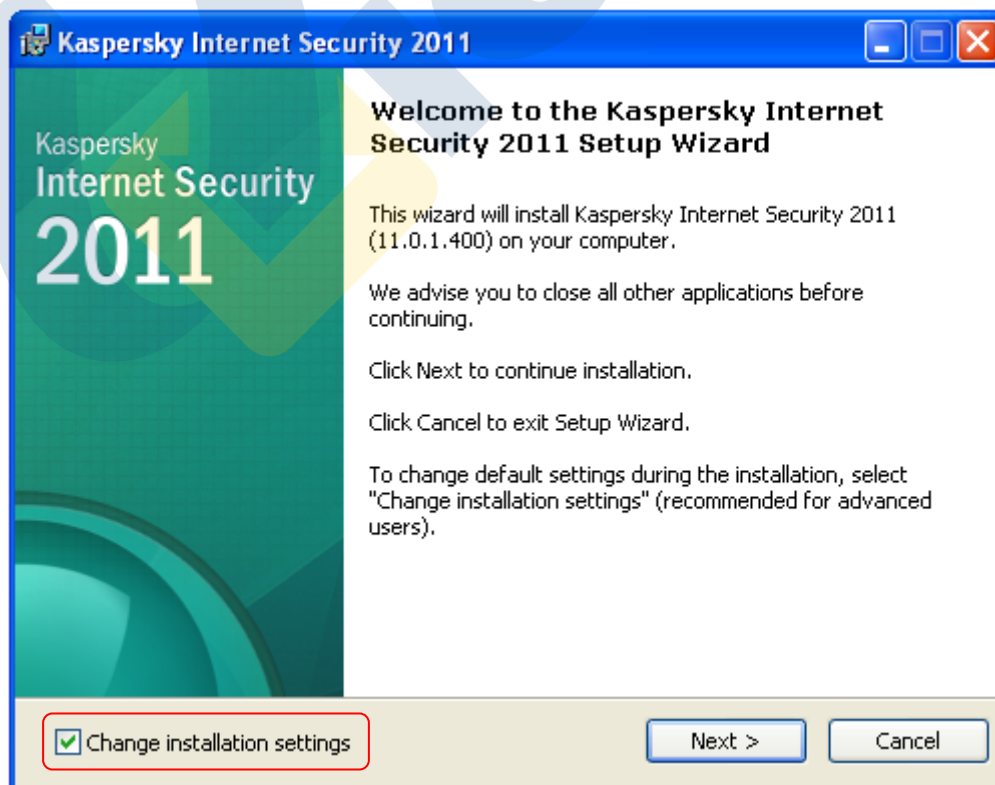 Kaspersky Internet Security 2011
Kaspersky
Internet Security
2011
Welcome to the Kaspersky Internet
Security 2011 Setup Wizard
This wizard will install Kaspersky Internet Security 2011
(11.0.1.400) on your computer.
We advise you to close all other applications before
continuing.
Click Next to continue installation.
Click Cancel to exit Setup Wizard.
To change default settings during the installation, select
"Change installation settings" (recommended for advanced
users).
Change installation settings
Next >
Cancel